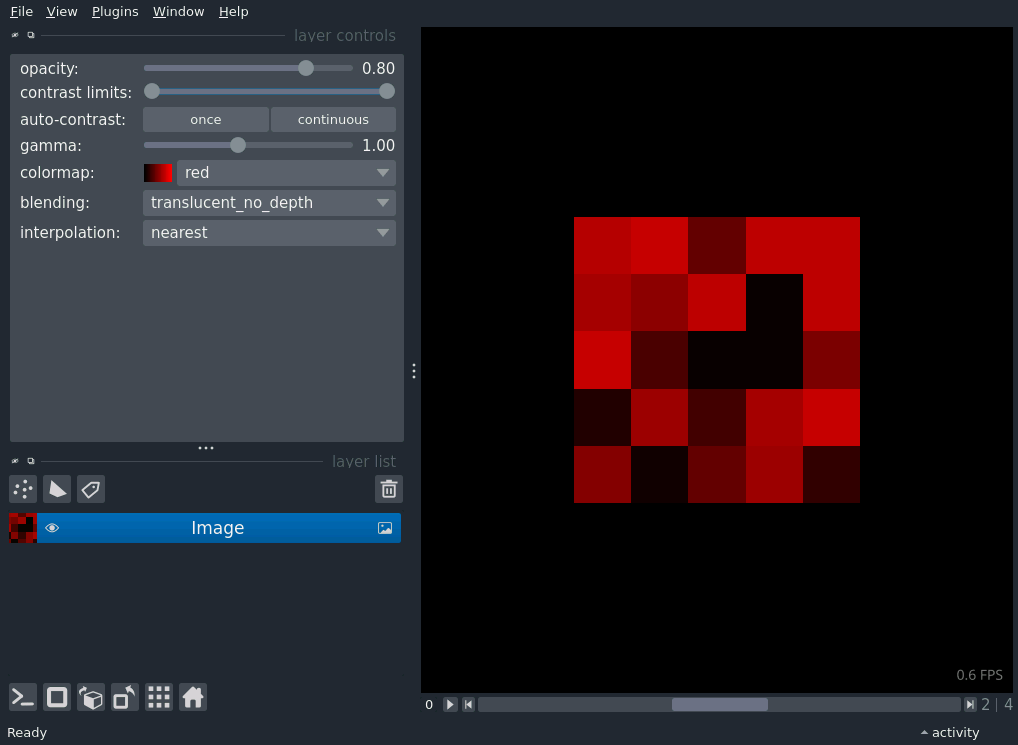 File View Plugins Window Help
layer controls
opacity: 0.80
contrast limits:
auto-contrast: once continuous
gamma: 1.00
colormap: red
blending: translucent_no_depth
interpolation: nearest
layer list
Image
0.6 FPS
0 2 | 4
Ready activity